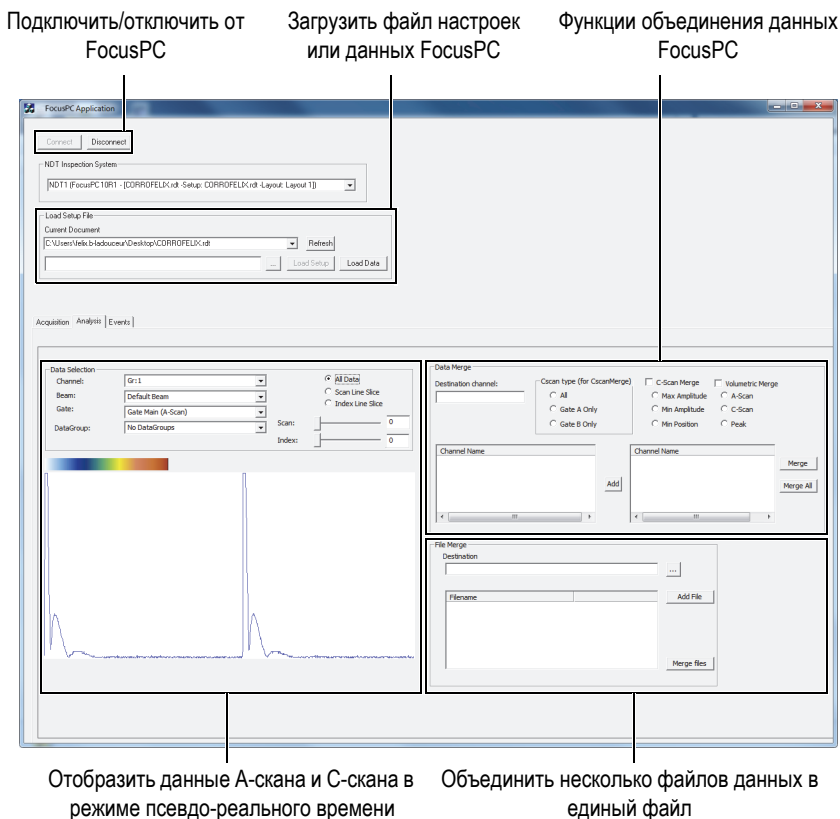 Подключить/отключить от
FocusPC
Загрузить файл настроек
или данных FocusPC
Функции объединения данных
FocusPC
FocusPC Application
Connect Disconnect
NDT Inspection System
NDT1 (FocusPC 10R1 - [CORROFELIX.rdt -Setup: CORROFELIX.rdt -Layout: Layout 1])
Load Setup File
Current Document
C:\Users\felix.b-ladouceur\Desktop\CORROFELIX.rdt Refresh
... Load Setup Load Data
Acquisition Analysis Events
Data Selection
Channel: Gr:1
Beam: Default Beam
Gate: Gate Main (A-Scan)
DataGroup: No DataGroups
All Data
Scan Line Slice
Index Line Slice
Scan: 0
Index: 0
Data Merge
Destination channel:
Cscan type (for CscanMerge)
All
Gate A Only
Gate B Only
C-Scan Merge
Max Amplitude
Min Amplitude
Min Position
Volumetric Merge
A-Scan
C-Scan
Peak
Channel Name
Add
Channel Name
Merge
Merge All
File Merge
Destination
...
Filename
Add File
Merge files
Отобразить данные A-скана и C-скана в
режиме псевдо-реального времени
Объединить несколько файлов данных в
единый файл